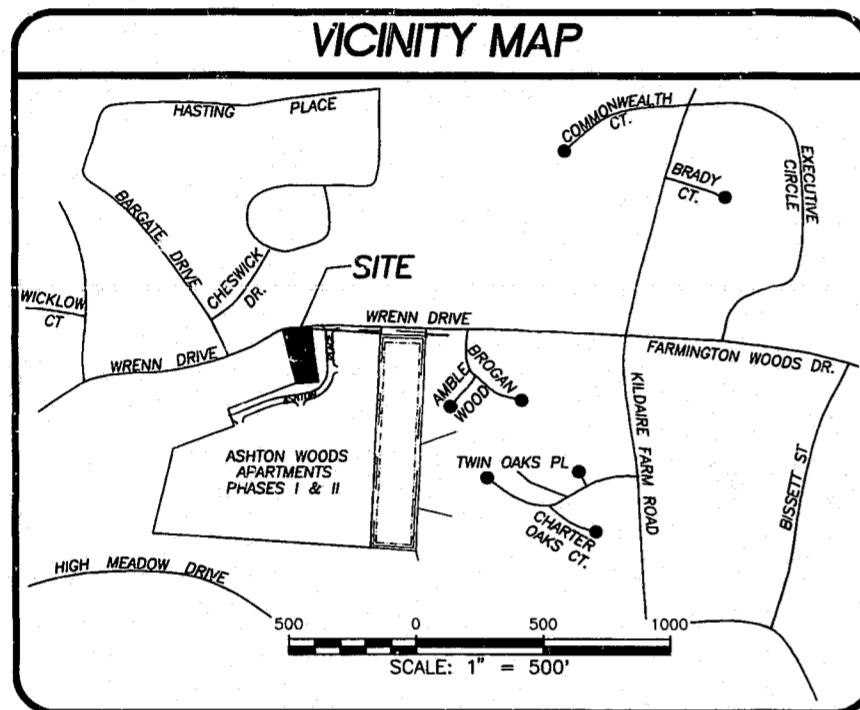 VICINITY MAP
HASTING PLACE
COMMONWEALTH
CT.
EXECUTIVE
CIRCLE
BRADY
CT.
BARGATE DRIVE
CHESWICK
DR.
SITE
WICKLOW
CT
WRENN DRIVE
WRENN DRIVE
FARMINGTON WOODS DR.
BROGAN
AMBLE
WOOD
KILDAIRE FARM ROAD
BISSETT ST
ASHTON
ASHTON WOODS
APARTMENTS
PHASES I & II
TWIN OAKS PL
CHARTER
OAKS CT.
HIGH MEADOW DRIVE
500 0 500 1000
SCALE: 1" = 500'